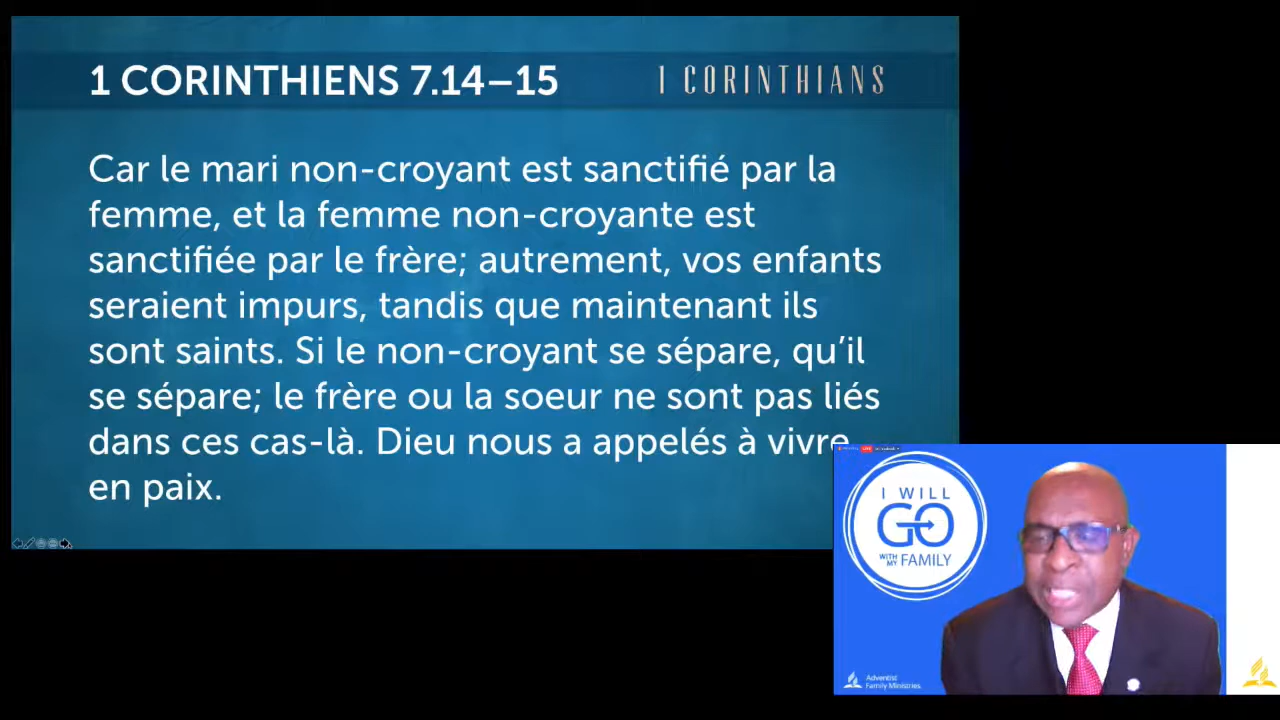 1 CORINTHIENS 7.14–15
1 CORINTHIANS
Car le mari non-croyant est sanctifié par la
femme, et la femme non-croyante est
sanctifiée par le frère; autrement, vos enfants
seraient impurs, tandis que maintenant ils
sont saints. Si le non-croyant se sépare, qu’il
se sépare; le frère ou la soeur ne sont pas liés
dans ces cas-là. Dieu nous a appelés à vivre
en paix.
I WILL
GO
WITH MY FAMILY
Adventist
Family Ministries